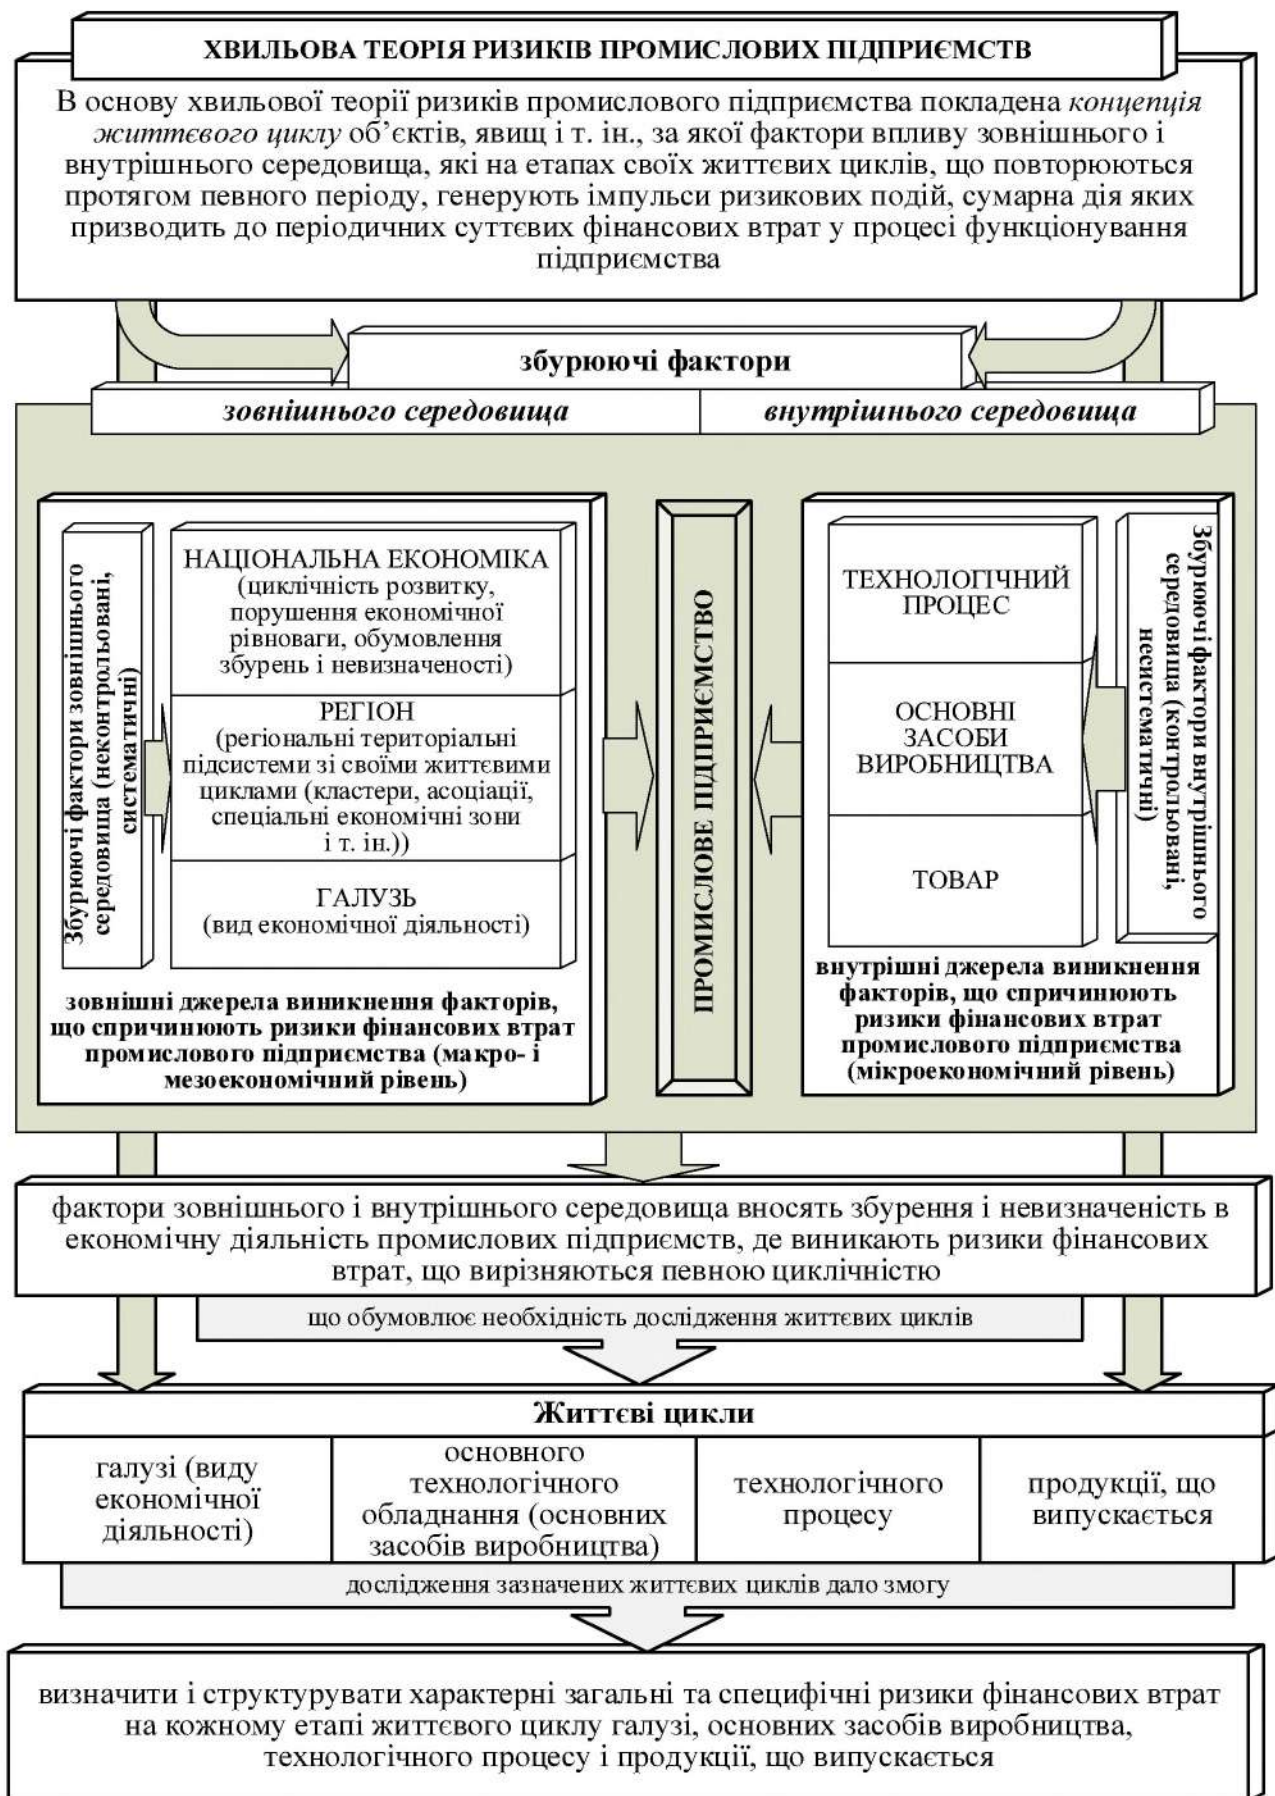 ХВИЛЬОВА ТЕОРІЯ РИЗИКІВ ПРОМИСЛОВИХ ПІДПРИЄМСТВ
В основу хвильової теорії ризиків промислового підприємства покладена концепція
життєвого циклу об’єктів, явищ і т. ін., за якої фактори впливу зовнішнього і
внутрішнього середовища, які на етапах своїх життєвих циклів, що повторюються
протягом певного періоду, генерують імпульси ризикових подій, сумарна дія яких
призводить до періодичних суттєвих фінансових втрат у процесі функціонування
підприємства
збурюючі фактори
зовнішнього середовища
внутрішнього середовища
Збурюючі фактори зовнішнього
середовища (неконтрольовані,
систематичні)
НАЦІОНАЛЬНА ЕКОНОМІКА
(циклічність розвитку,
порушення економічної
рівноваги, обумовлення
збурень і невизначеності)
РЕГІОН
(регіональні територіальні
підсистеми зі своїми життєвими
циклами (кластери, асоціації,
спеціальні економічні зони
і т. ін.))
ГАЛУЗЬ
(вид економічної діяльності)
зовнішні джерела виникнення факторів,
що спричинюють ризики фінансових втрат
промислового підприємства (макро- і
мезоекономічний рівень)
ПРОМИСЛОВЕ ПІДПРИЄМСТВО
ТЕХНОЛОГІЧНИЙ
ПРОЦЕС
ОСНОВНІ
ЗАСОБИ
ВИРОБНИЦТВА
ТОВАР
Збурюючі фактори внутрішнього
середовища (контрольовані,
несистематичні)
внутрішні джерела виникнення
факторів, що спричинюють
ризики фінансових втрат
промислового підприємства
(мікроекономічний рівень)
фактори зовнішнього і внутрішнього середовища вносять збурення і невизначеність в
економічну діяльність промислових підприємств, де виникають ризики фінансових
втрат, що вирізняються певною циклічністю
що обумовлює необхідність дослідження життєвих циклів
Життєві цикли
галузі (виду
економічної
діяльності)
основного
технологічного
обладнання (основних
засобів виробництва)
технологічного
процесу
продукції, що
випускається
дослідження зазначених життєвих циклів дало змогу
визначити і структурувати характерні загальні та специфічні ризики фінансових втрат
на кожному етапі життєвого циклу галузі, основних засобів виробництва,
технологічного процесу і продукції, що випускається